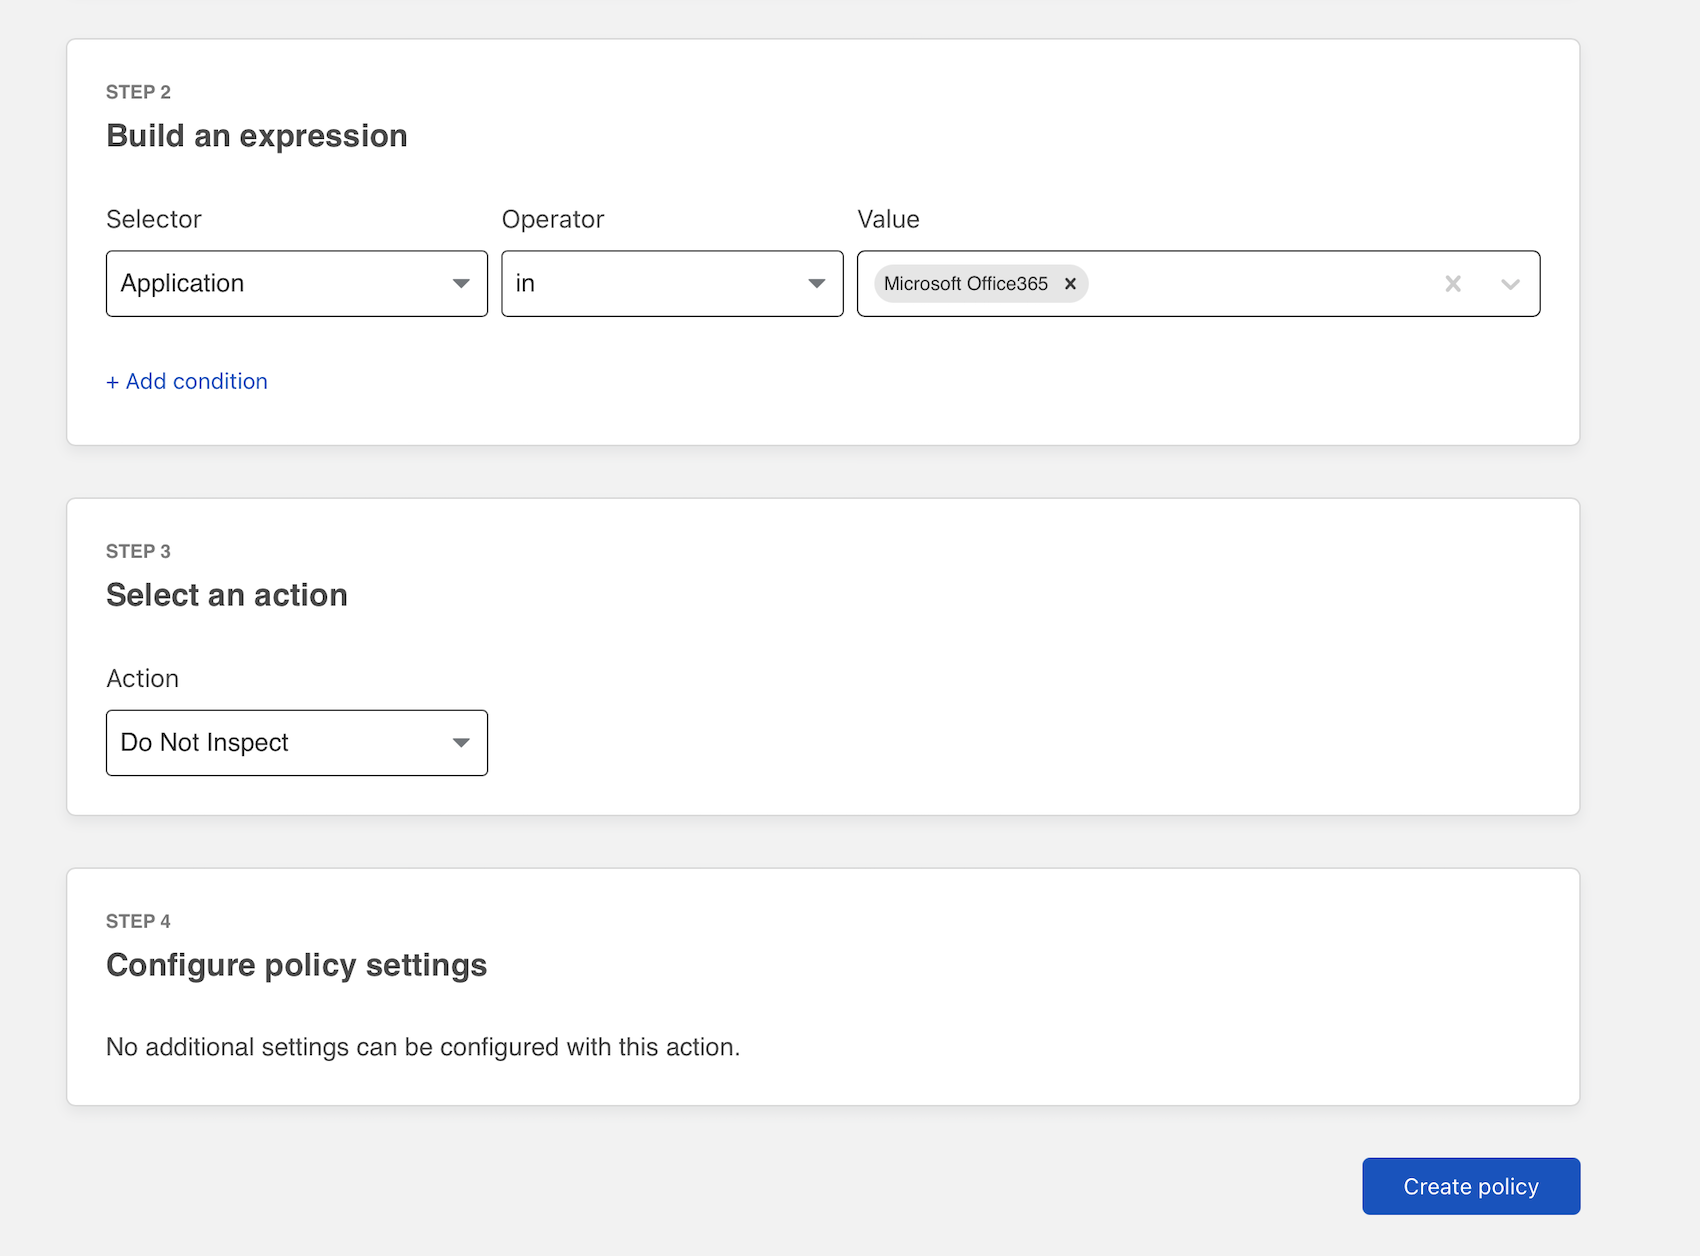 STEP 2
Build an expression
Selector
Operator
Value
Application
in
Microsoft Office365
+ Add condition
STEP 3
Select an action
Action
Do Not Inspect
STEP 4
Configure policy settings
No additional settings can be configured with this action.
Create policy